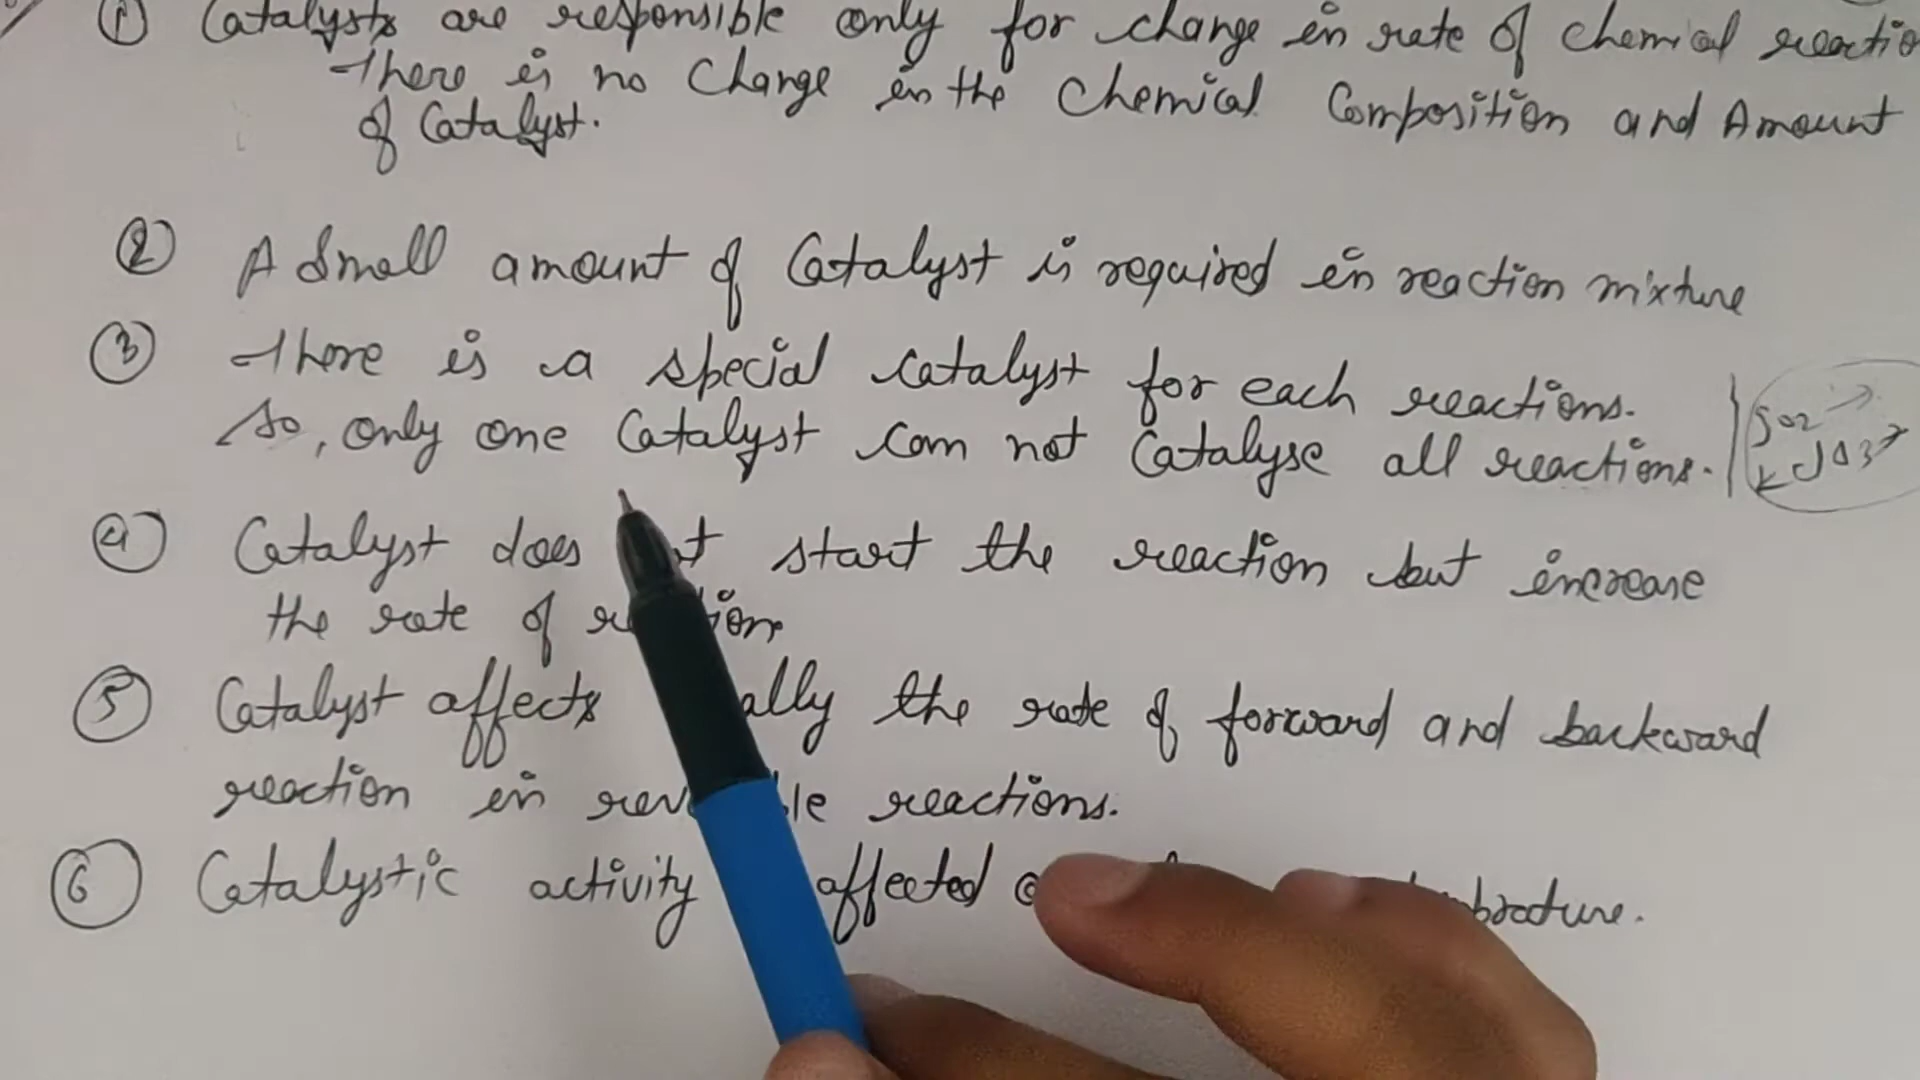 ① Catalysts are responsible only for change in rate of chemical reactio
There is no change in the chemical composition and Amount
of Catalyst.
② A small amount of Catalyst is required in reaction mixture
③ There is a special catalyst for each reactions.
so, only one Catalyst can not Catalyse all reactions.
④ Catalyst does start the reaction but increase
the rate of
⑤ Catalyst affects the rate of forward and backward
reaction in reactions.
⑥ Catalystic activity affected